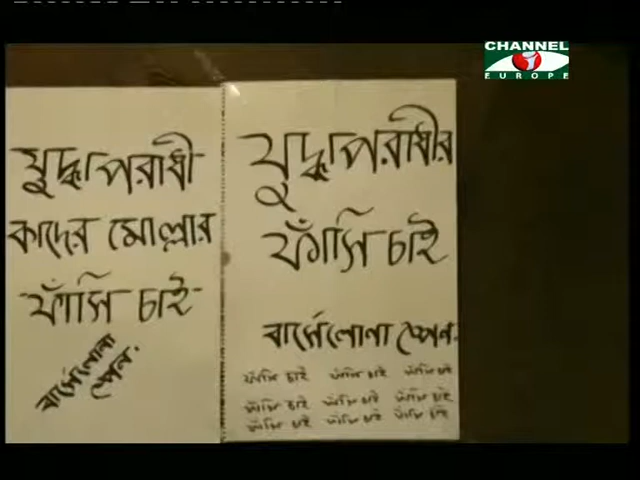 CHANNEL
i
EUROPE
যুদ্ধাপরাধী
কাদের মোল্লার
ফাঁসি চাই
বার্সেলোনা
স্পেন.
যুদ্ধাপরাধীর
ফাঁসি চাই
বার্সেলোনা স্পেন.
ফাঁসি চাই ফাঁসি চাই ফাঁসি চাই
ফাঁসি চাই ফাঁসি চাই ফাঁসি চাই
ফাঁসি চাই ফাঁসি চাই ফাঁসি চাই